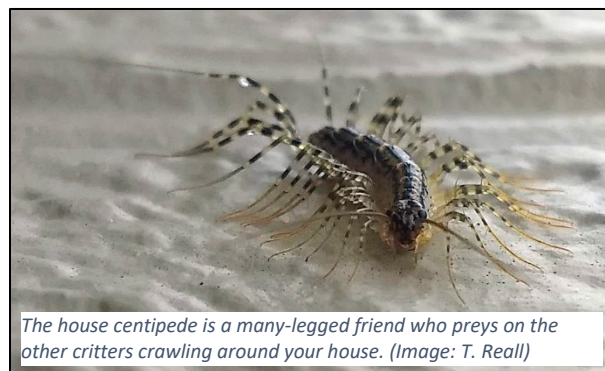 The house centipede is a many-legged friend who preys on the
other critters crawling around your house. (Image: T. Reall)